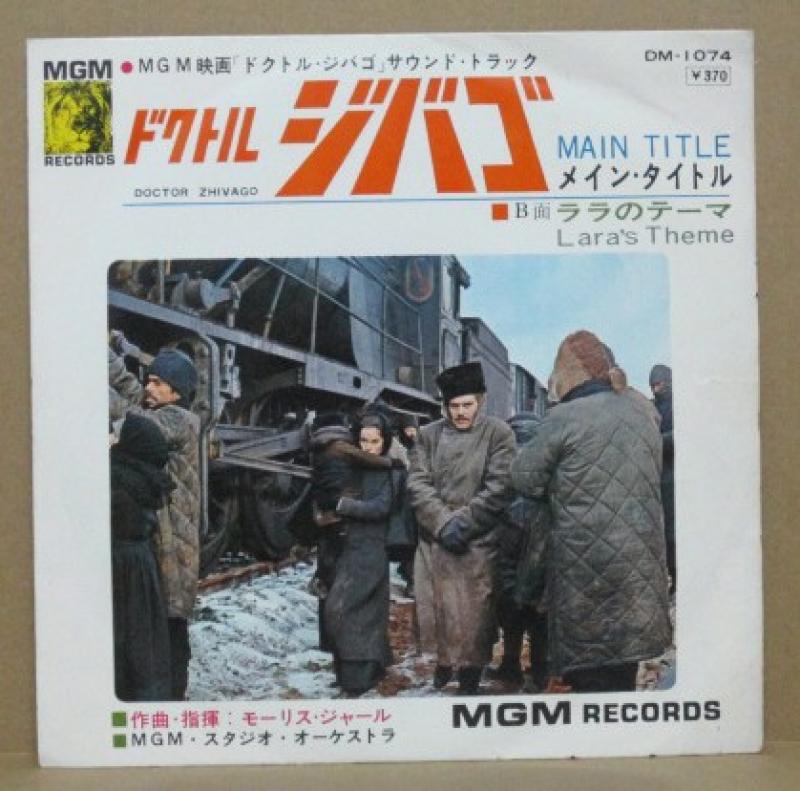 MGM
RECORDS
●MGM映画「ドクトル・ジバゴ」サウンド・トラック
DM-1074
¥370
ドクトル ジバゴ
DOCTOR ZHIVAGO
MAIN TITLE
メイン・タイトル
■B面 ララのテーマ
Lara's Theme
■作曲・指揮：モーリス・ジャール
■MGM・スタジオ・オーケストラ
MGM RECORDS